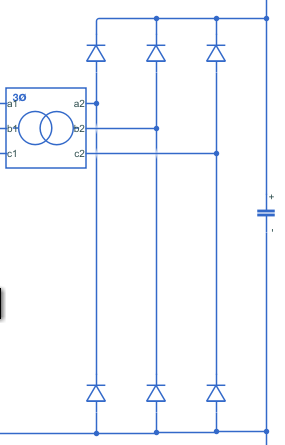 3Ø
a1 a2
b1 b2
c1 c2
+
-